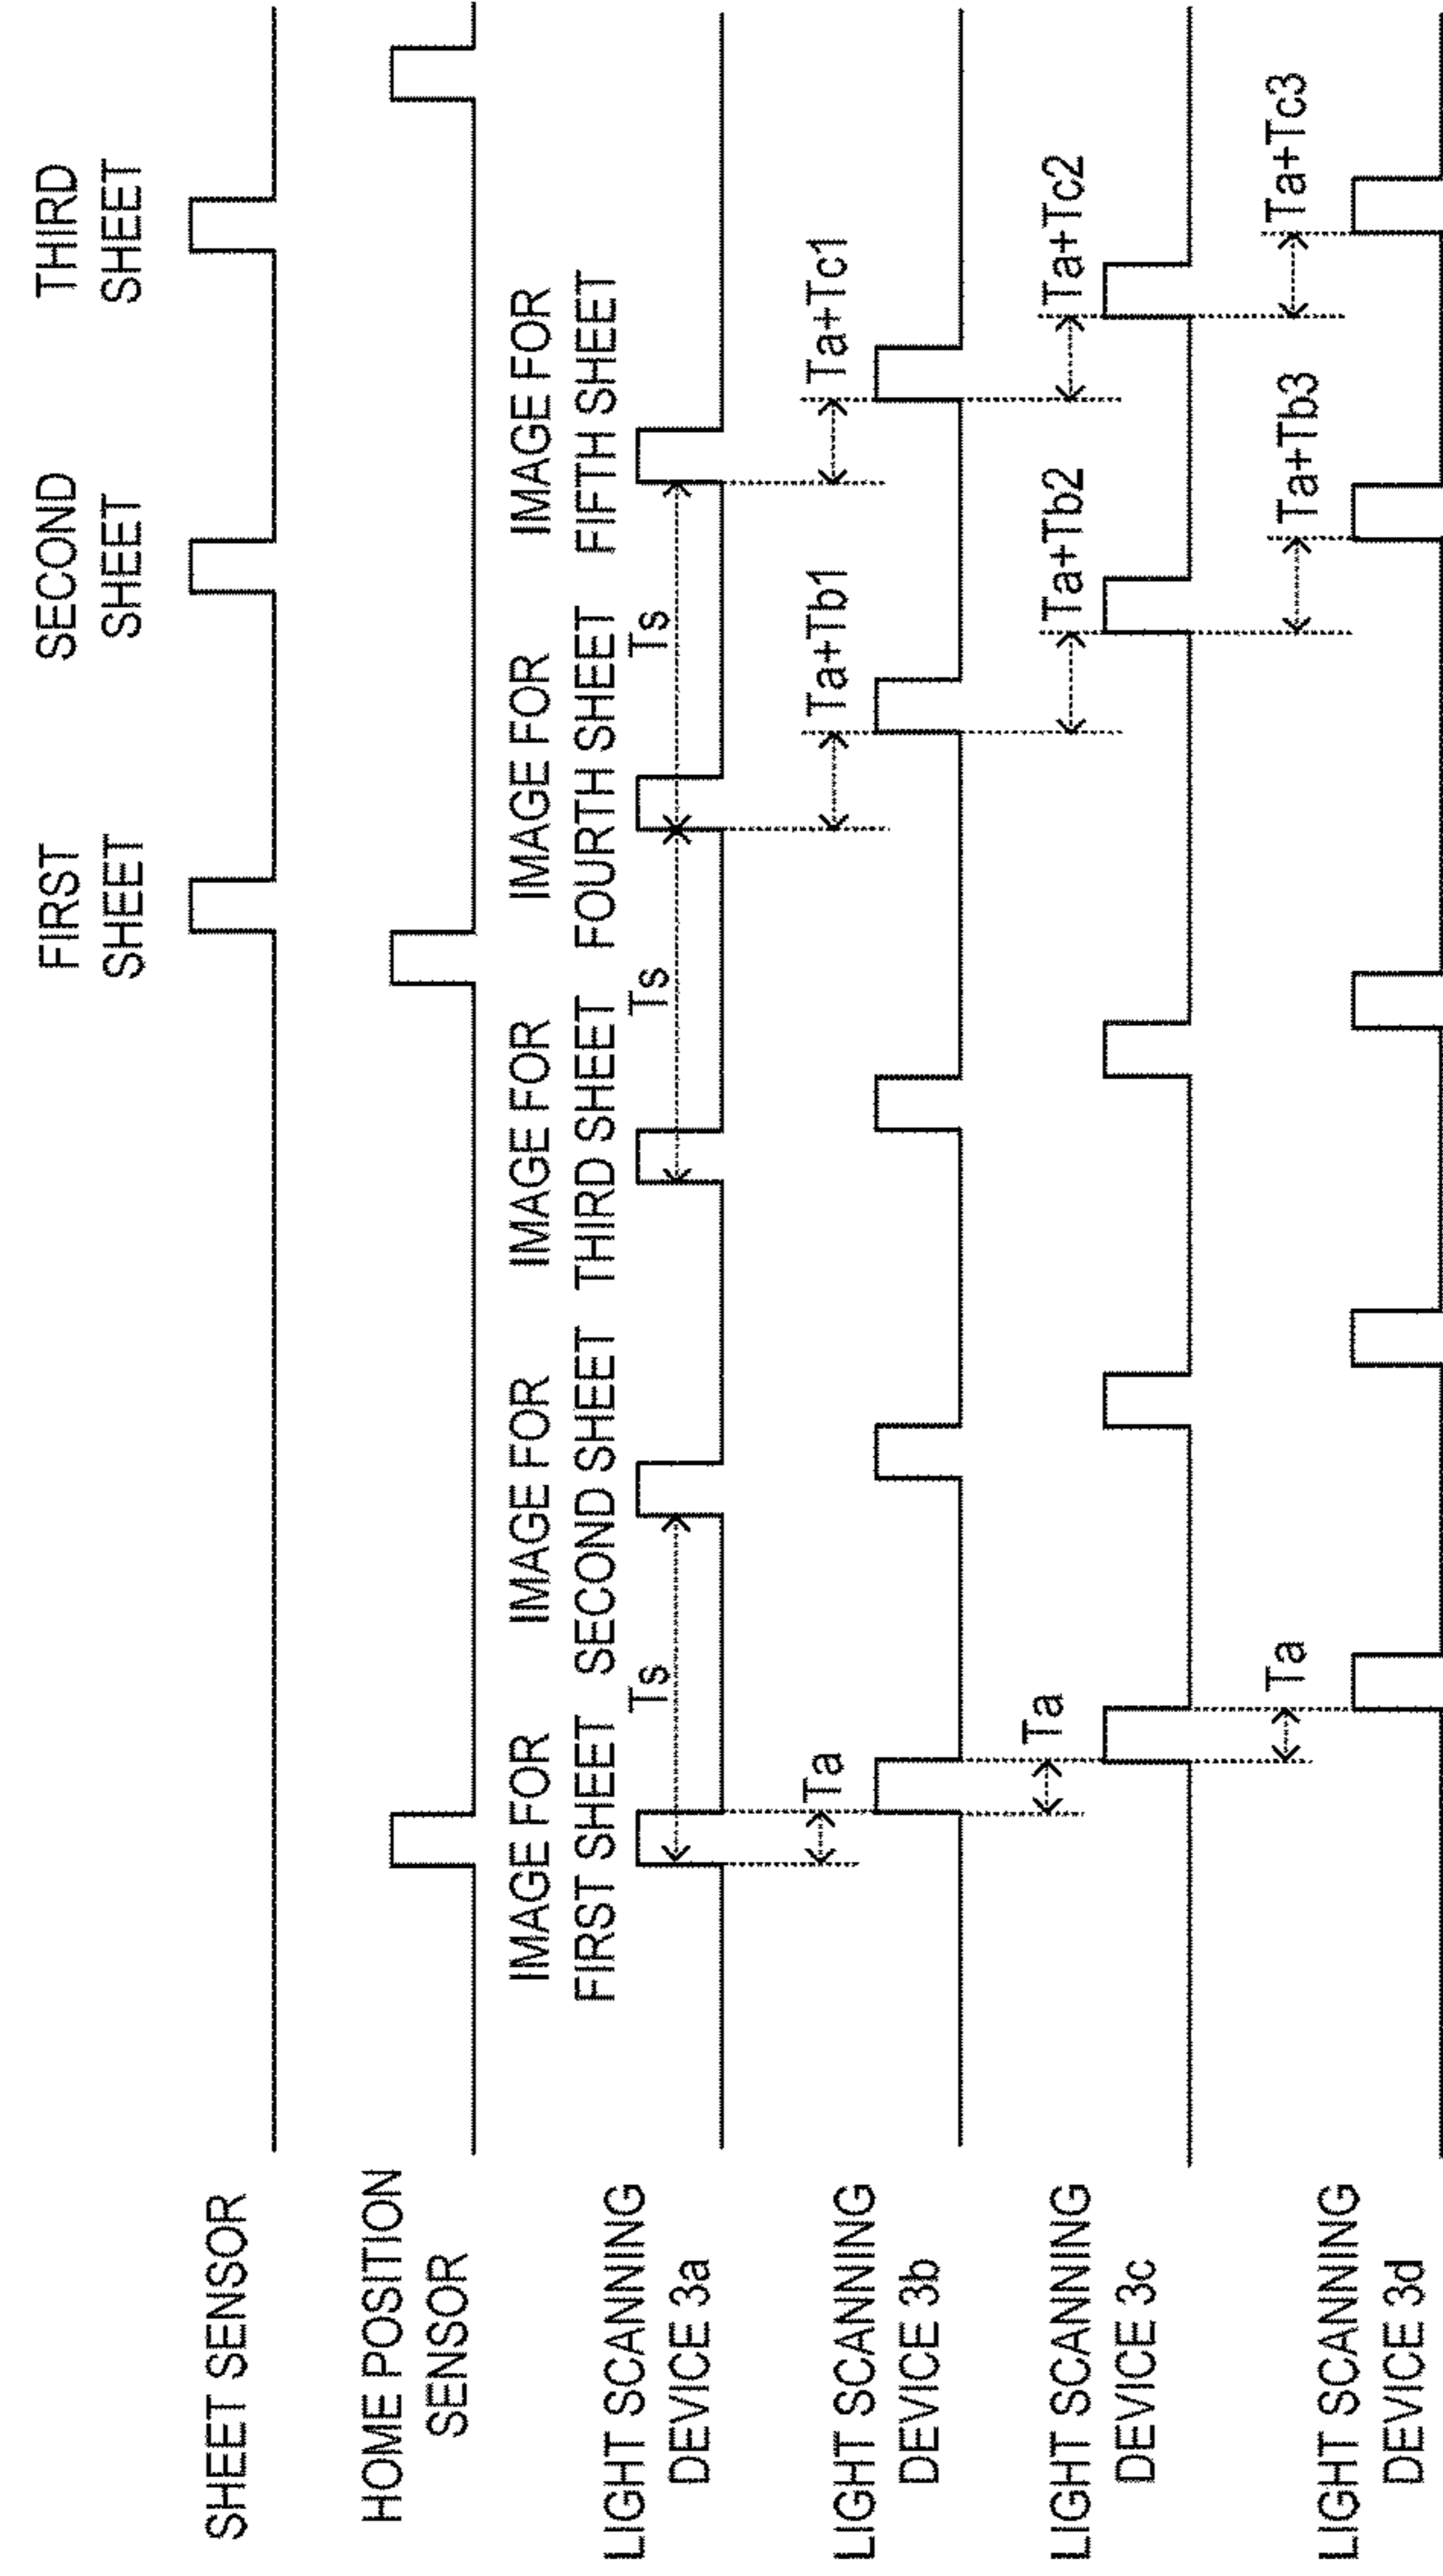 FIRST
SHEET
SECOND
SHEET
THIRD
SHEET
SHEET SENSOR
HOME POSITION
SENSOR
IMAGE FOR
FIRST SHEET
IMAGE FOR
SECOND SHEET
IMAGE FOR
THIRD SHEET
IMAGE FOR
FOURTH SHEET
IMAGE FOR
FIFTH SHEET
LIGHT SCANNING
DEVICE 3a
Ts
Ts
Ts
LIGHT SCANNING
DEVICE 3b
Ta
Ta+Tb1
Ta+Tc1
LIGHT SCANNING
DEVICE 3c
Ta
Ta+Tb2
Ta+Tc2
LIGHT SCANNING
DEVICE 3d
Ta
Ta+Tb3
Ta+Tc3